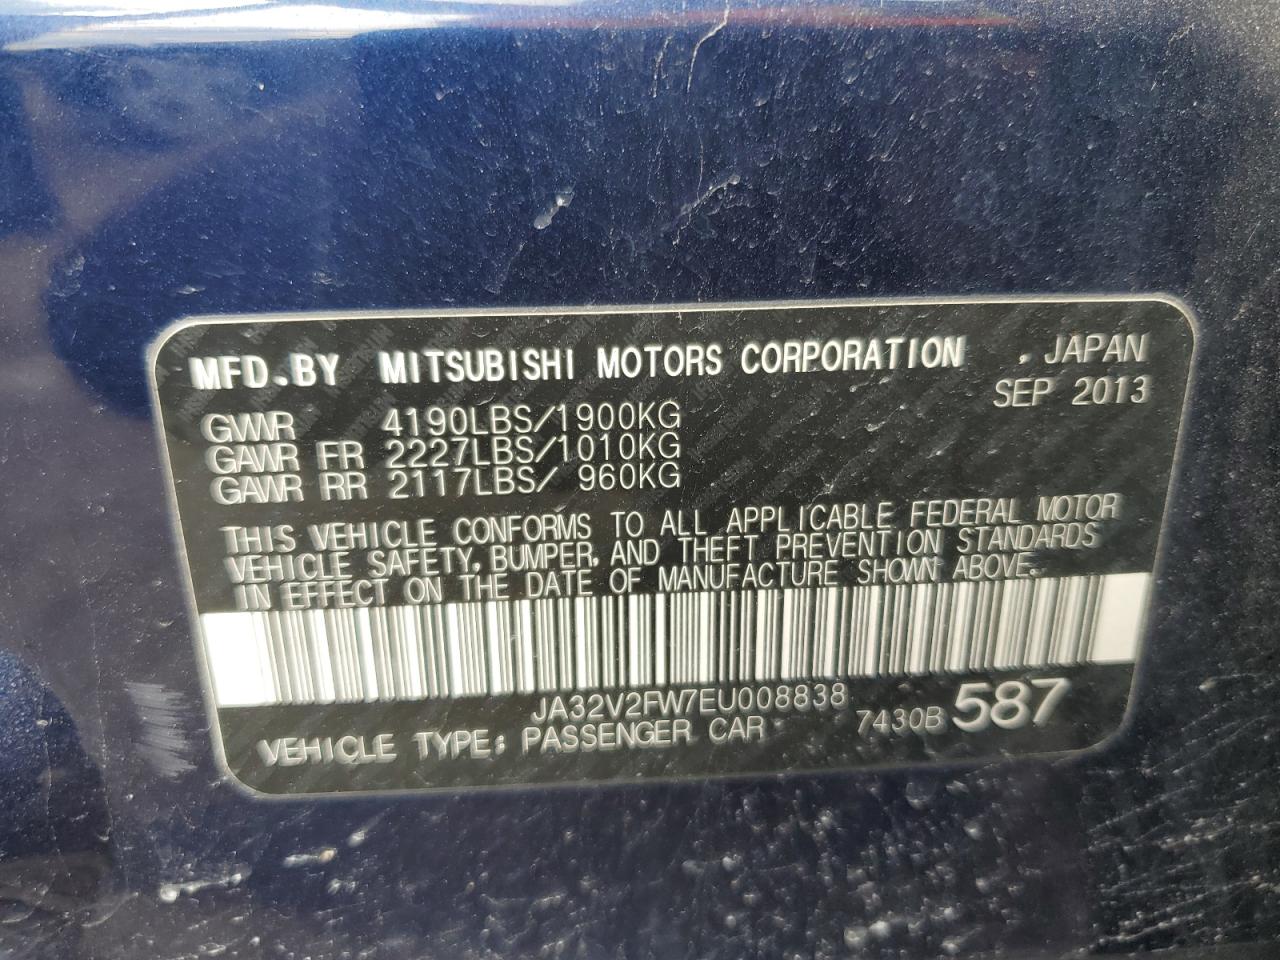 MFD.BY MITSUBISHI MOTORS CORPORATION , JAPAN
SEP 2013
GVWR 4190LBS/1900KG
GAWR FR 2227LBS/1010KG
GAWR RR 2117LBS/ 960KG
THIS VEHICLE CONFORMS TO ALL APPLICABLE FEDERAL MOTOR
VEHICLE SAFETY, BUMPER, AND THEFT PREVENTION STANDARDS
IN EFFECT ON THE DATE OF MANUFACTURE SHOWN ABOVE.
JA32V2FW7EU008838
VEHICLE TYPE: PASSENGER CAR 7430B 587